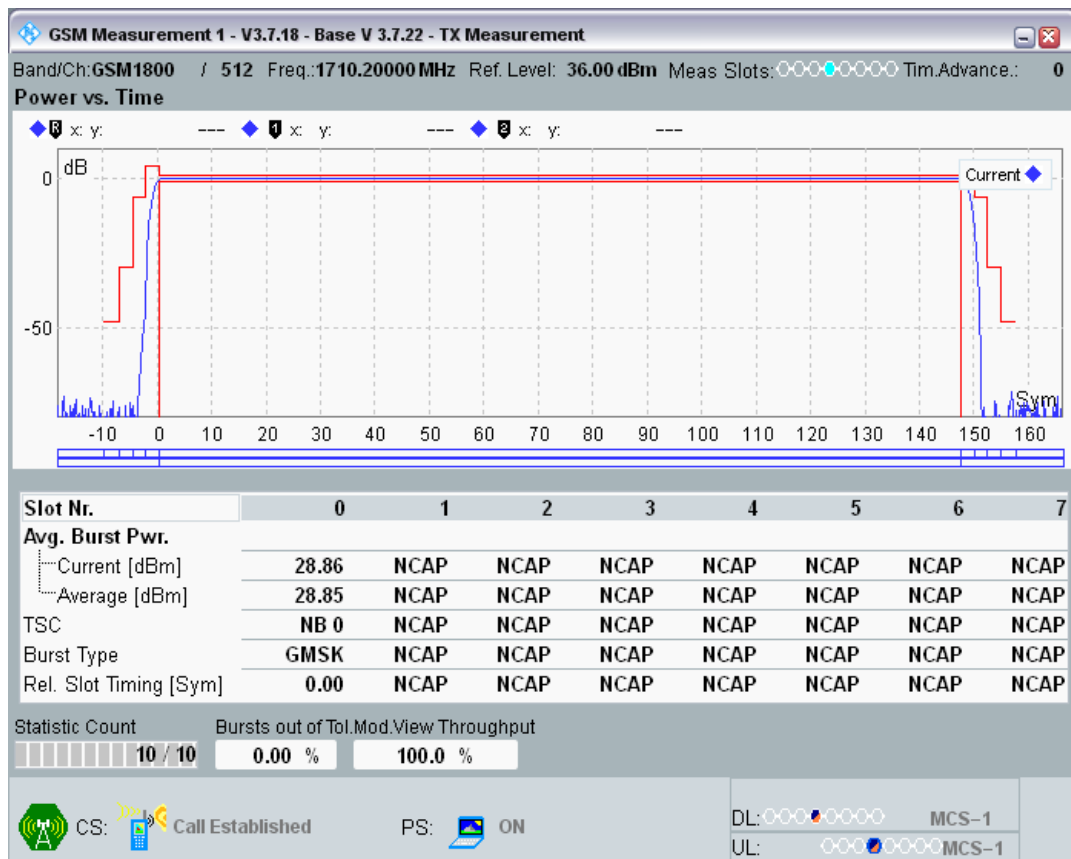 GSM Measurement 1 - V3.7.18 - Base V 3.7.22 - TX Measurement
Band/Ch:GSM1800 / 512 Freq.:1710.20000 MHz Ref. Level: 36.00 dBm Meas Slots: Tim.Advance.: 0
Power vs. Time
R x: y: --- 1 x: y: --- 2 x: y: ---
dB
Current
0
-50
Sym
-10 0 10 20 30 40 50 60 70 80 90 100 110 120 130 140 150 160
Slot Nr. 0 1 2 3 4 5 6 7
Avg. Burst Pwr.
Current [dBm] 28.86 NCAP NCAP NCAP NCAP NCAP NCAP NCAP
Average [dBm] 28.85 NCAP NCAP NCAP NCAP NCAP NCAP NCAP
TSC NB 0 NCAP NCAP NCAP NCAP NCAP NCAP NCAP
Burst Type GMSK NCAP NCAP NCAP NCAP NCAP NCAP NCAP
Rel. Slot Timing [Sym] 0.00 NCAP NCAP NCAP NCAP NCAP NCAP NCAP
Statistic Count Bursts out of Tol.Mod.View Throughput
10 / 10 0.00 % 100.0 %
CS: Call Established PS: ON DL: MCS-1
UL: MCS-1